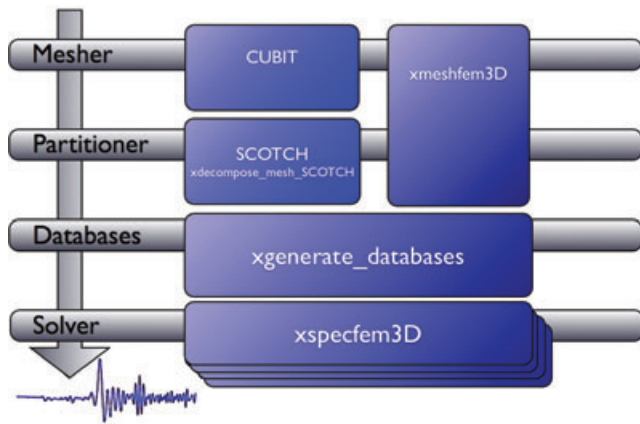 Mesher
CUBIT
xmeshfem3D
Partitioner
SCOTCH
xdecompose_mesh_SCOTCH
Databases
xgenerate_databases
Solver
xspecfem3D